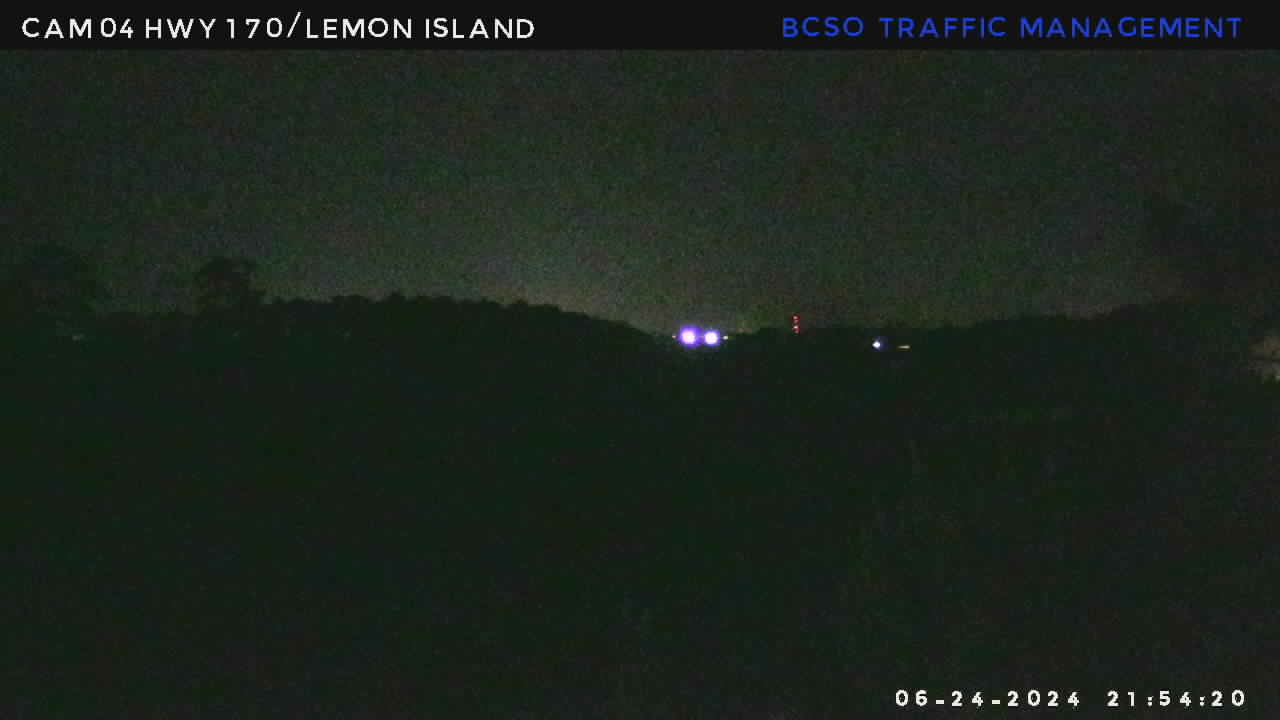 CAM04 HWY 170/LEMON ISLAND
BCSO TRAFFIC MANAGEMENT
06-24-2024 21:54:20